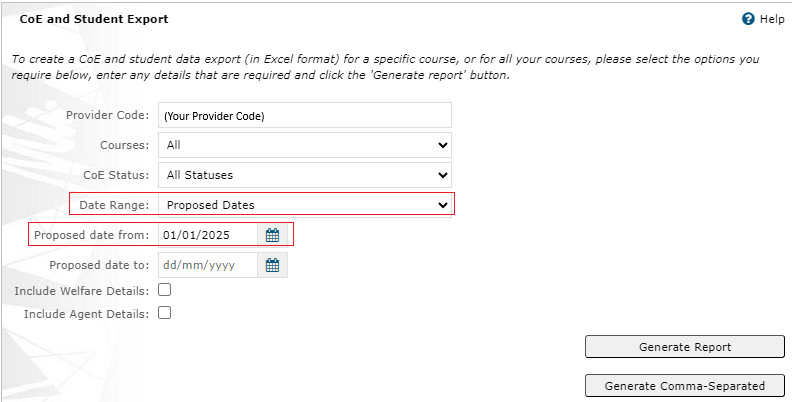 CoE and Student Export
Help
To create a CoE and student data export (in Excel format) for a specific course, or for all your courses, please select the options you
require below, enter any details that are required and click the 'Generate report' button.
Provider Code: (Your Provider Code)
Courses: All
CoE Status: All Statuses
Date Range: Proposed Dates
Proposed date from: 01/01/2025
Proposed date to: dd/mm/yyyy
Include Welfare Details:
Include Agent Details:
Generate Report
Generate Comma-Separated